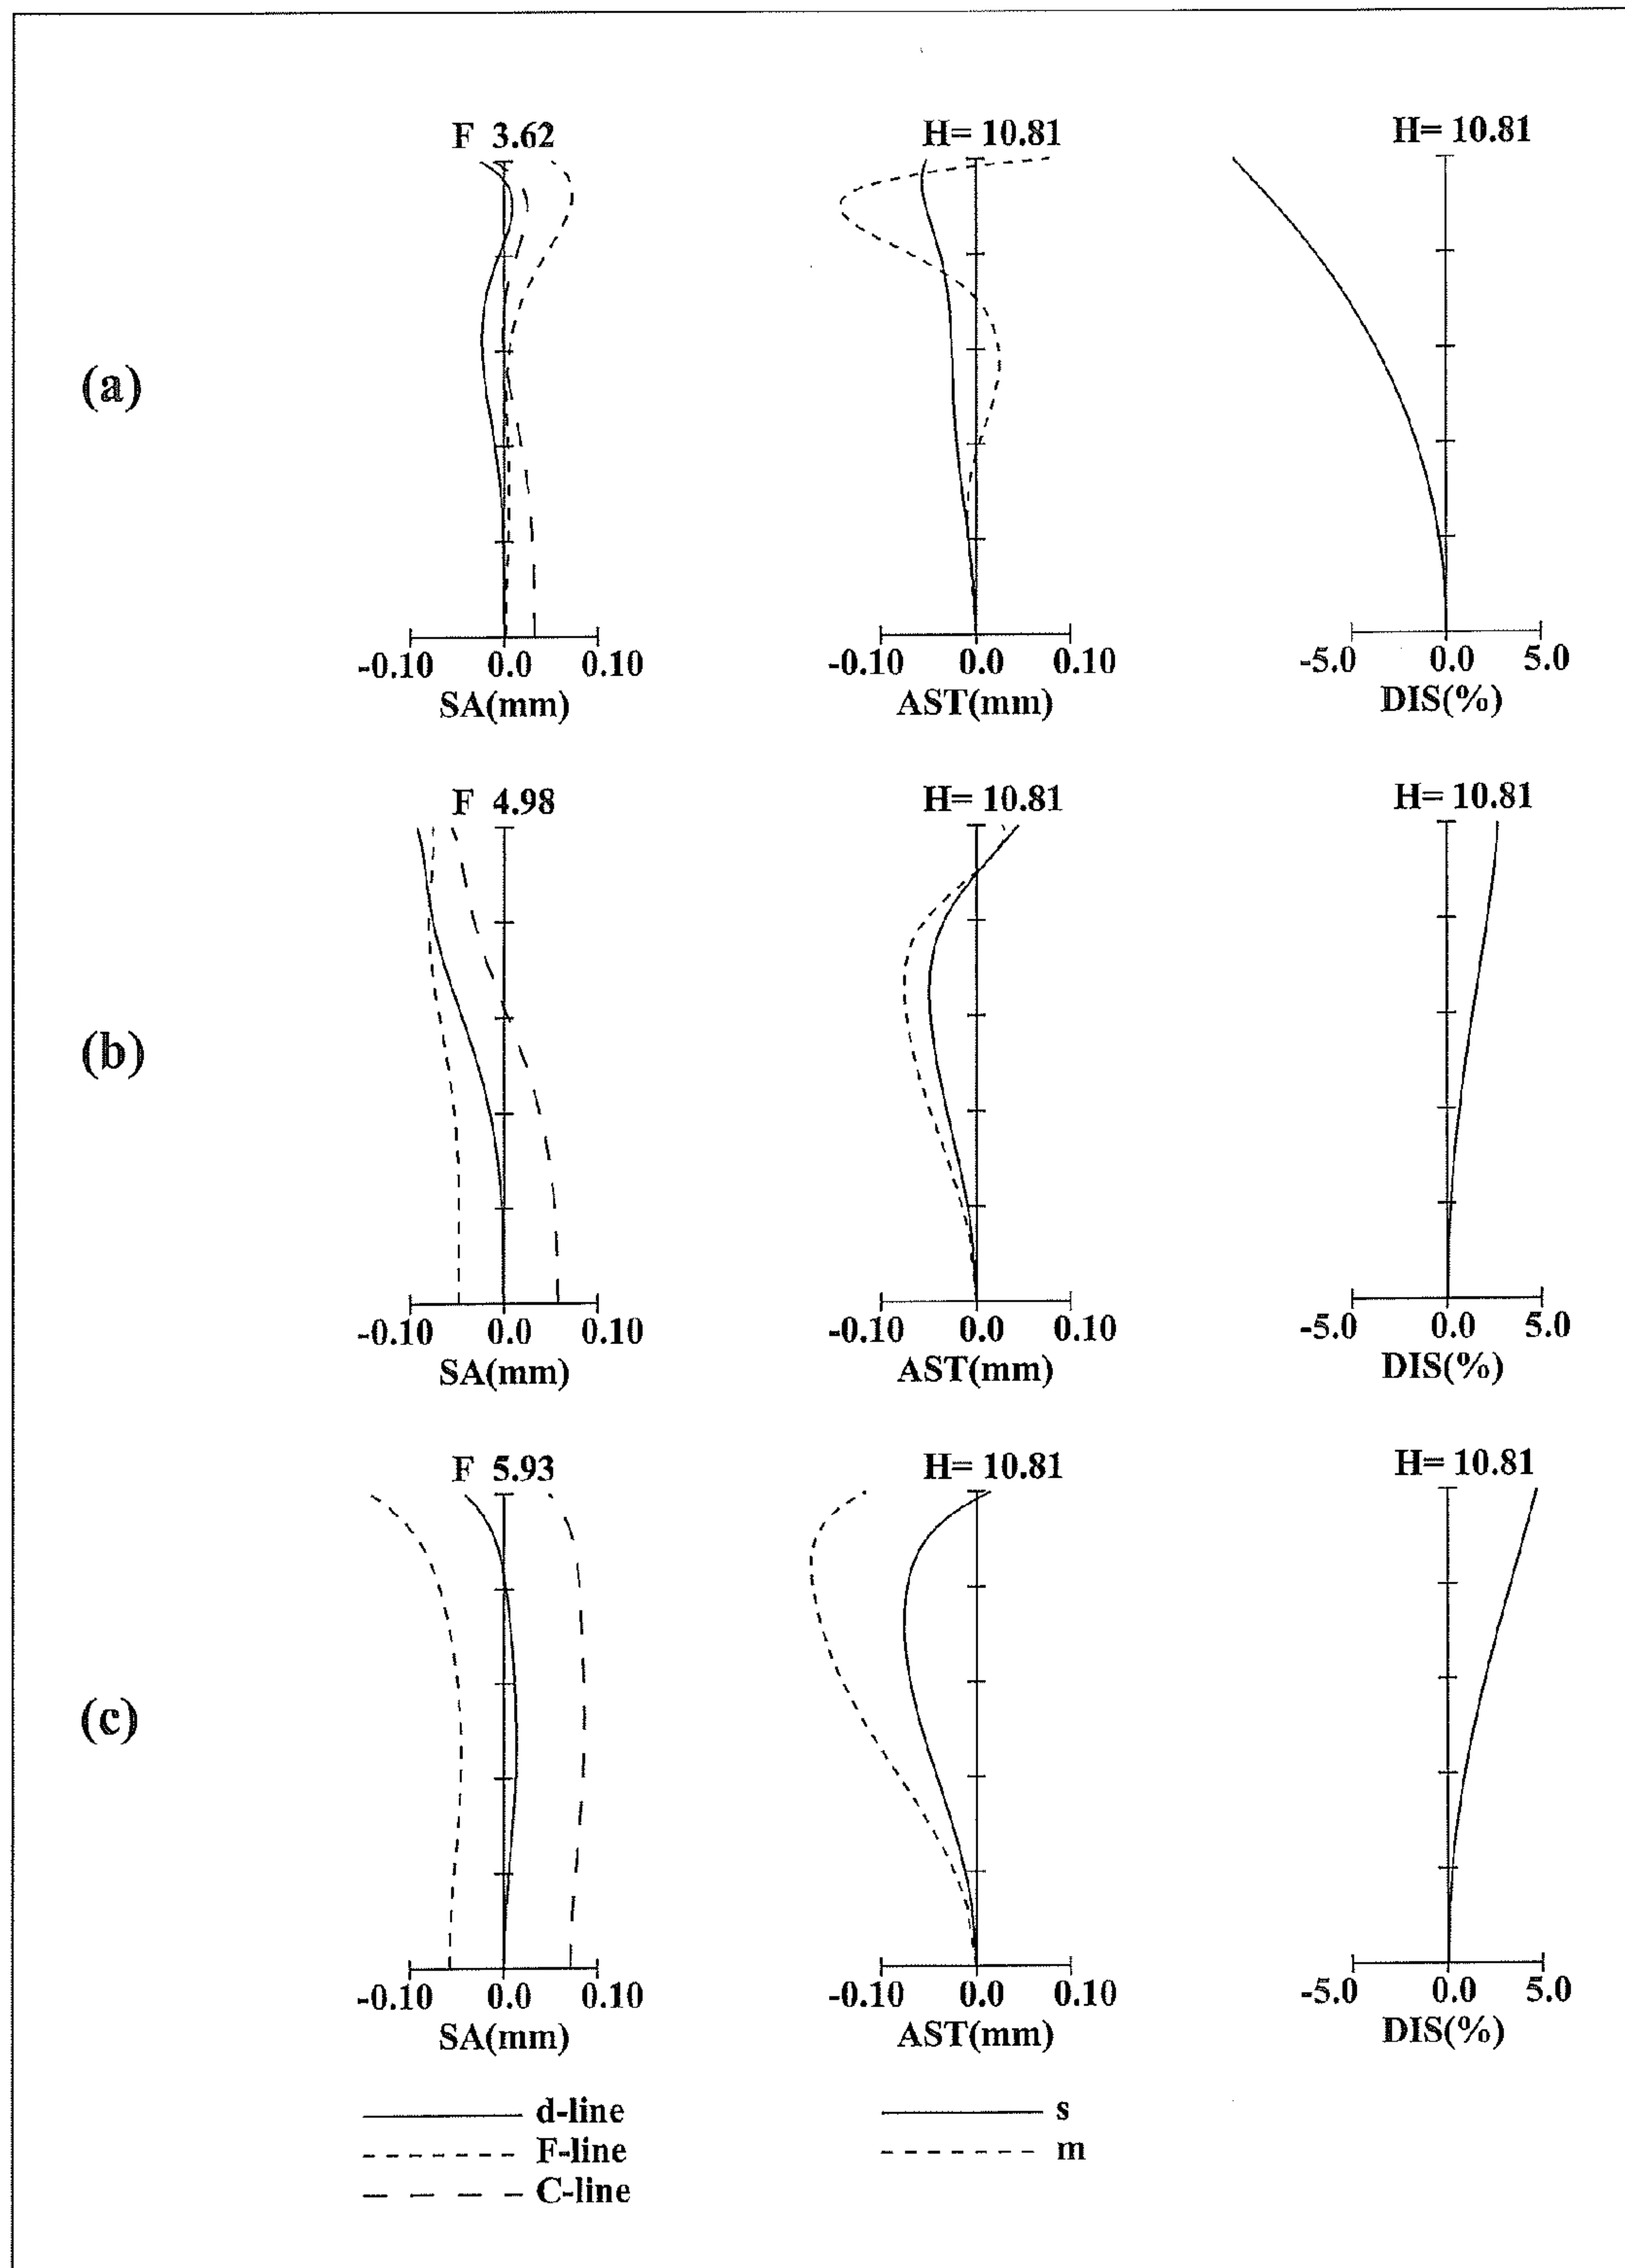 F 3.62 H= 10.81 H= 10.81
(a)
-0.10 0.0 0.10 -0.10 0.0 0.10 -5.0 0.0 5.0
SA(mm) AST(mm) DIS(%)
F 4.98 H= 10.81 H= 10.81
(b)
-0.10 0.0 0.10 -0.10 0.0 0.10 -5.0 0.0 5.0
SA(mm) AST(mm) DIS(%)
F 5.93 H= 10.81 H= 10.81
(c)
-0.10 0.0 0.10 -0.10 0.0 0.10 -5.0 0.0 5.0
SA(mm) AST(mm) DIS(%)
d-line s
F-line m
C-line